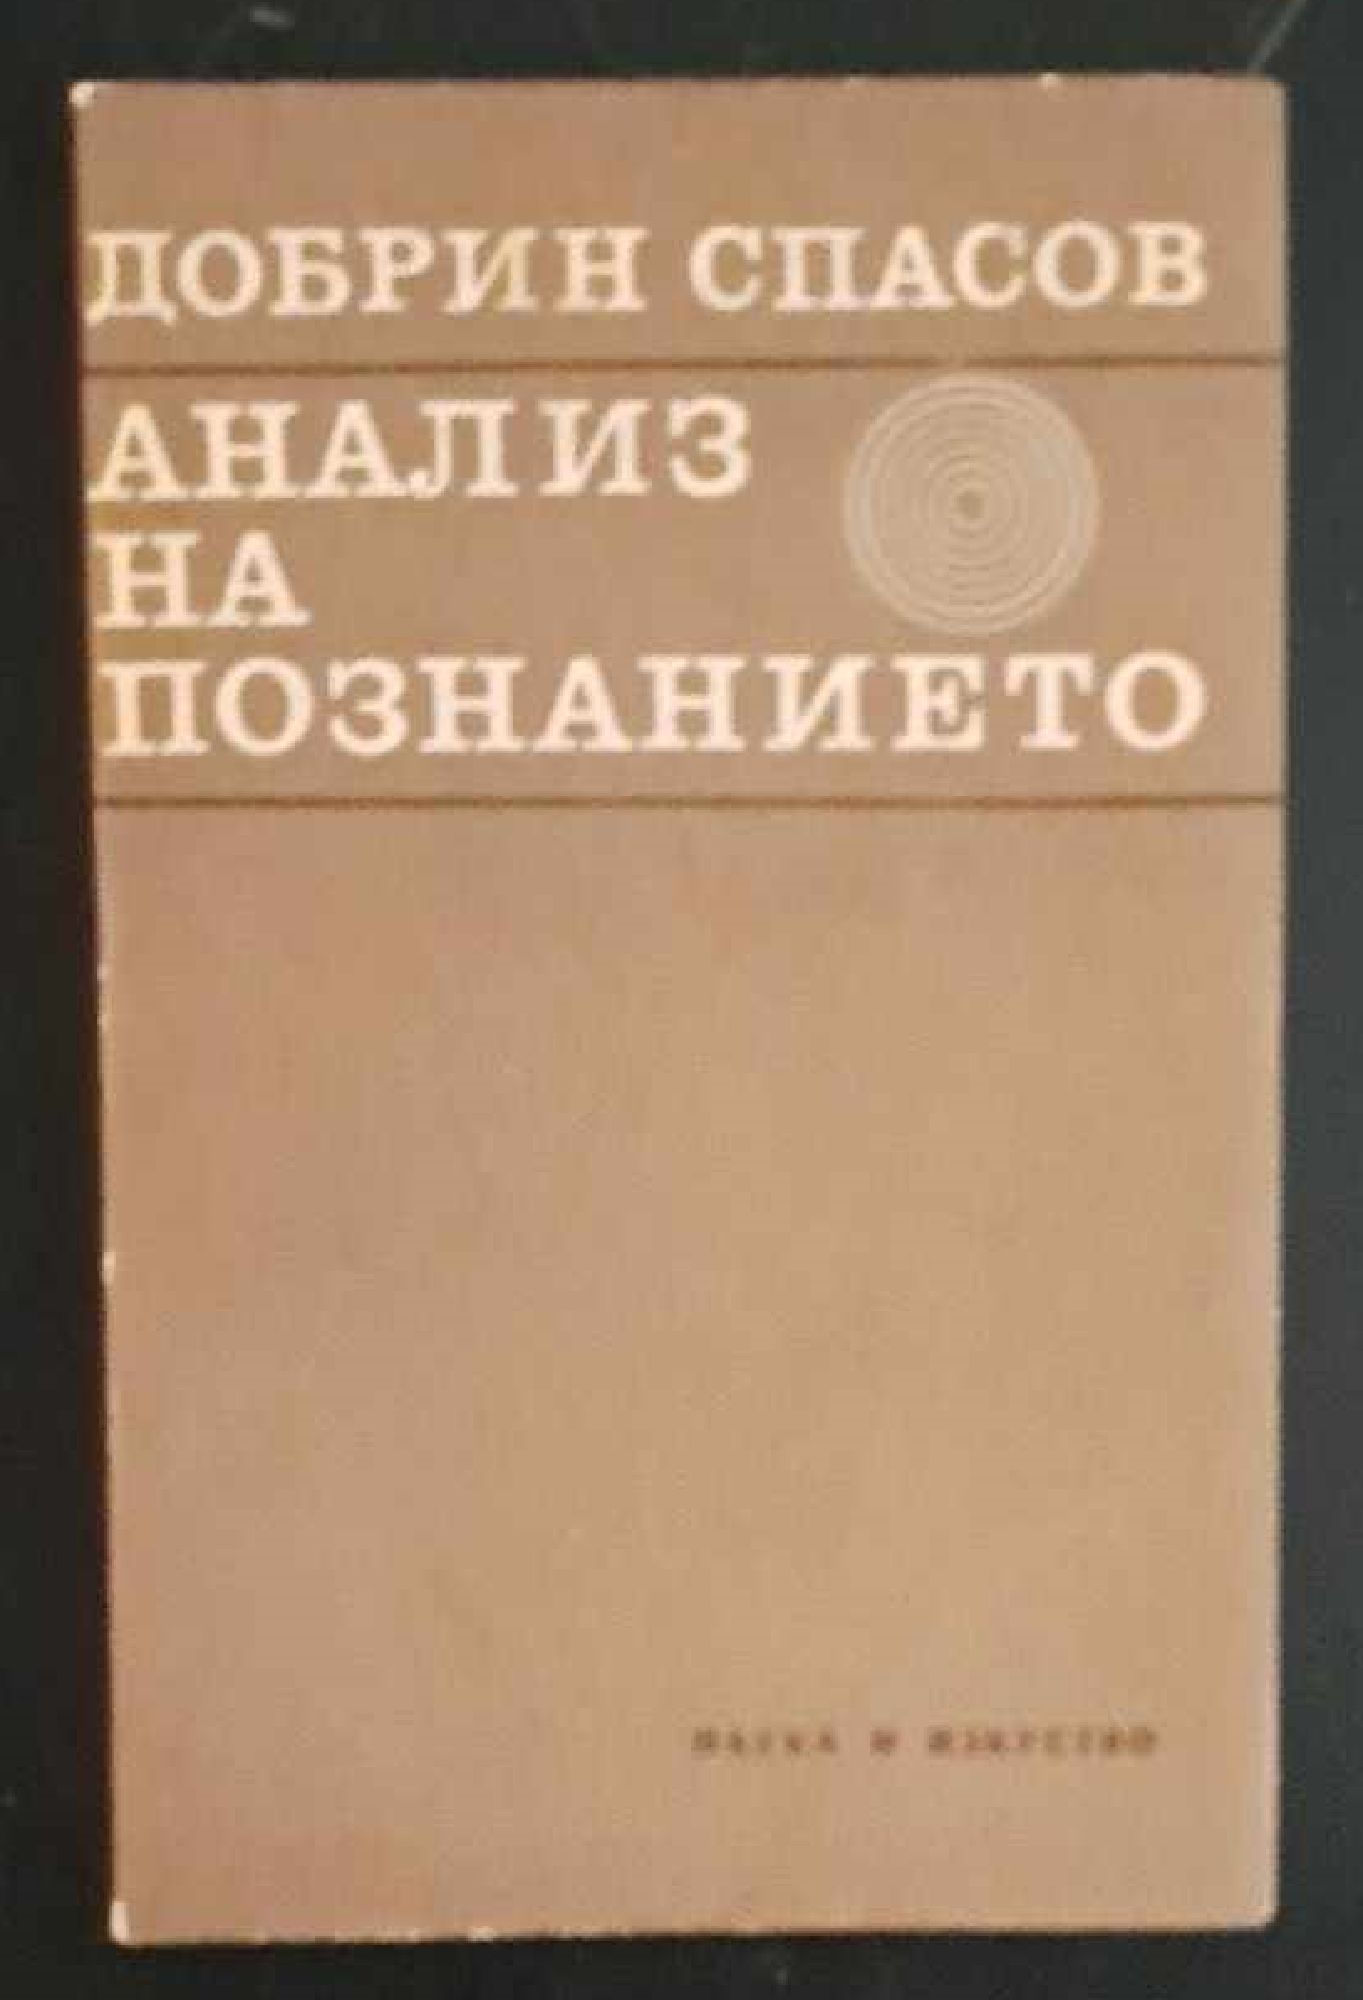 ДОБРИН СПАСОВ
АНАЛИЗ
НА
ПОЗНАНИЕТО
НАУКА И ИЗКУСТВО